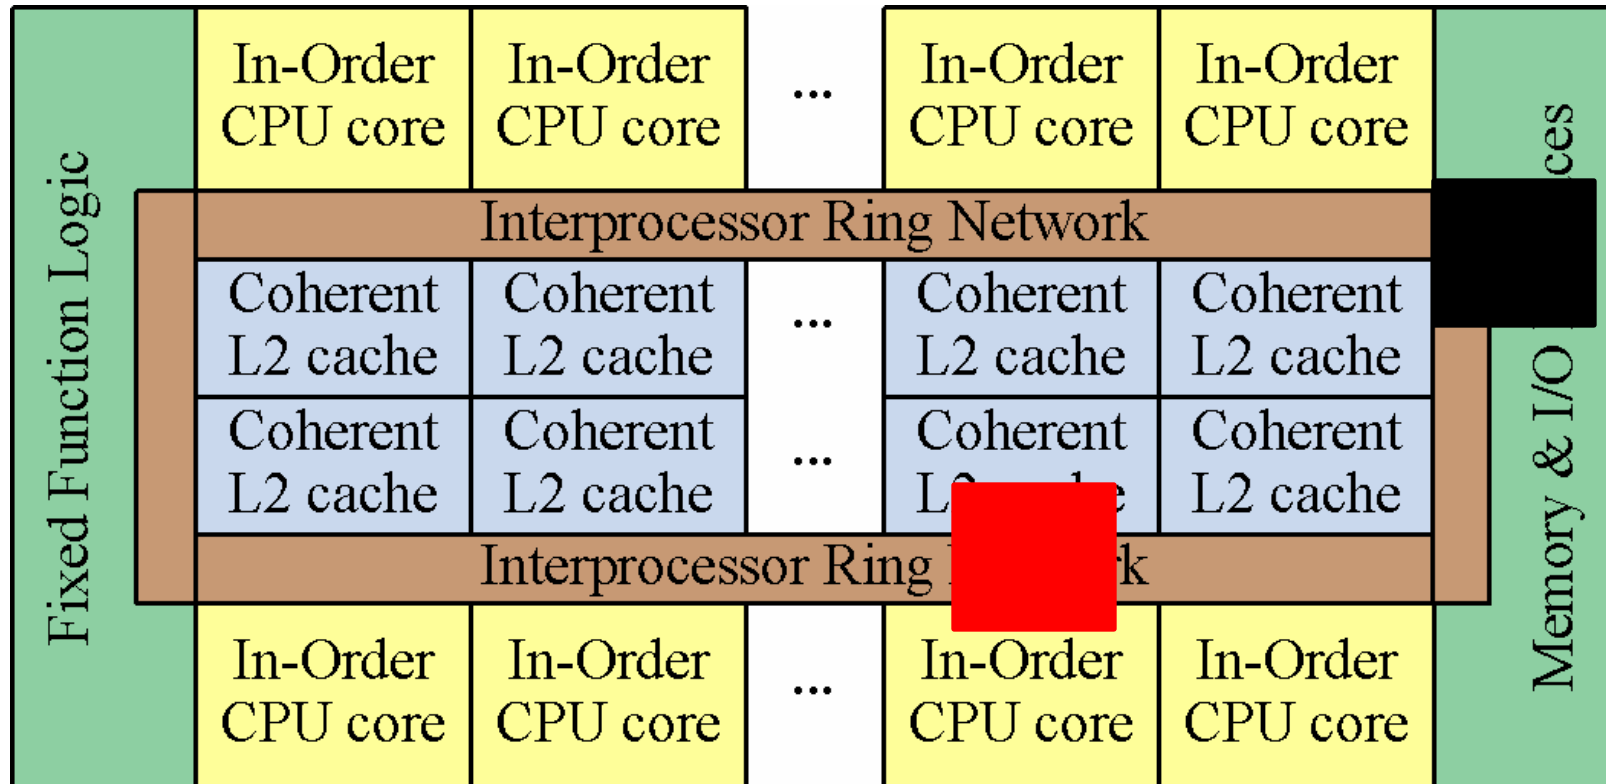 Fixed Function Logic
In-Order
CPU core
In-Order
CPU core
...
In-Order
CPU core
In-Order
CPU core
Interprocessor Ring Network
Coherent
L2 cache
Coherent
L2 cache
...
Coherent
L2 cache
Coherent
L2 cache
Coherent
L2 cache
Coherent
L2 cache
...
Coherent
L2
Coherent
L2 cache
Interprocessor Ring
In-Order
CPU core
In-Order
CPU core
...
In-Order
CPU core
In-Order
CPU core
Memory & I/O